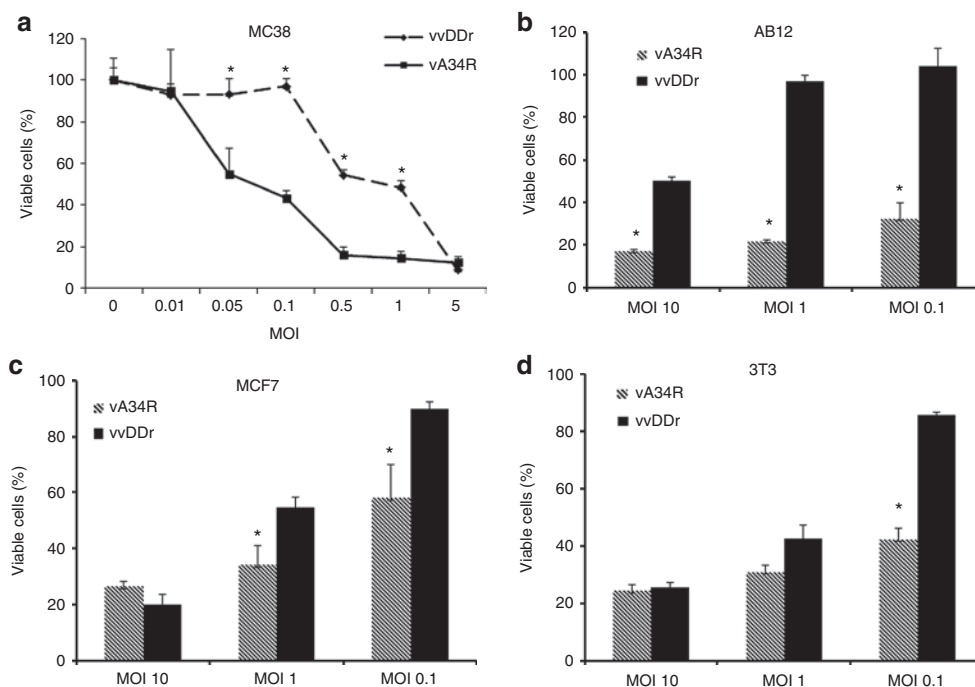 a
MC38
vvDDr
vA34R
120
100
80
60
40
20
0
Viable cells (%)
* * * *
0 0.01 0.05 0.1 0.5 1 5
MOI
b
AB12
vA34R
vvDDr
120
100
80
60
40
20
0
Viable cells (%)
* * *
MOI 10 MOI 1 MOI 0.1
c
MCF7
vA34R
vvDDr
100
80
60
40
20
0
Viable cells (%)
* *
MOI 10 MOI 1 MOI 0.1
d
3T3
vA34R
vvDDr
100
80
60
40
20
0
Viable cells (%)
*
MOI 10 MOI 1 MOI 0.1